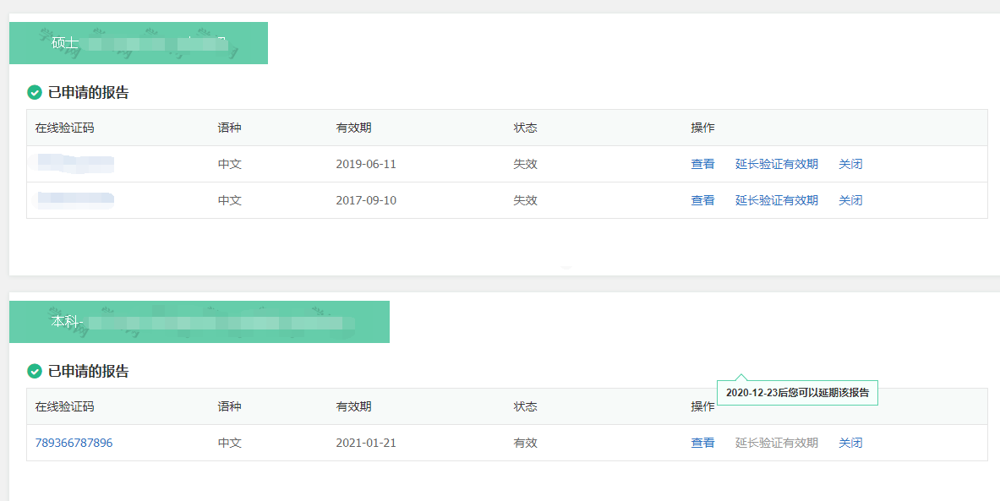 硕士
已申请的报告
在线验证码 语种 有效期 状态 操作
中文 2019-06-11 失效 查看 延长验证有效期 关闭
中文 2017-09-10 失效 查看 延长验证有效期 关闭
本科-
已申请的报告
2020-12-23后您可以延期该报告
在线验证码 语种 有效期 状态 操作
789366787896 中文 2021-01-21 有效 查看 延长验证有效期 关闭